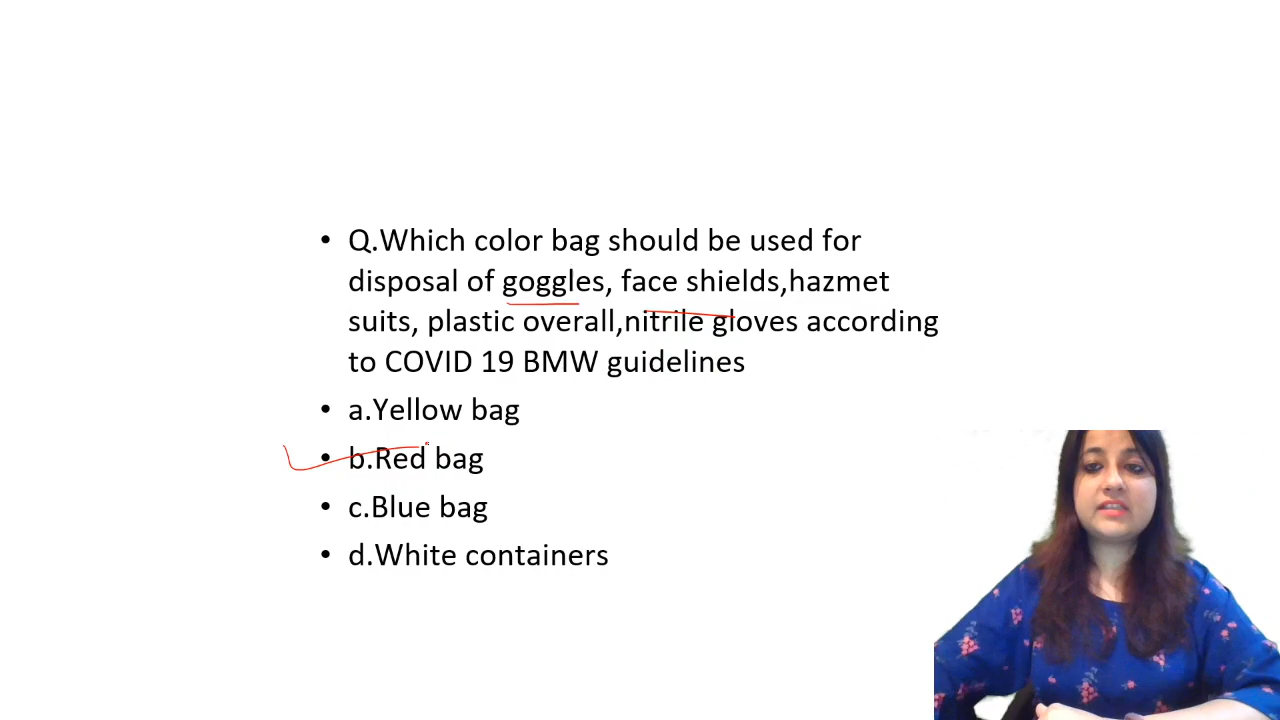 • Q.Which color bag should be used for
disposal of goggles, face shields,hazmet
suits, plastic overall,nitrile gloves according
to COVID 19 BMW guidelines
• a.Yellow bag
• b.Red bag
• c.Blue bag
• d.White containers